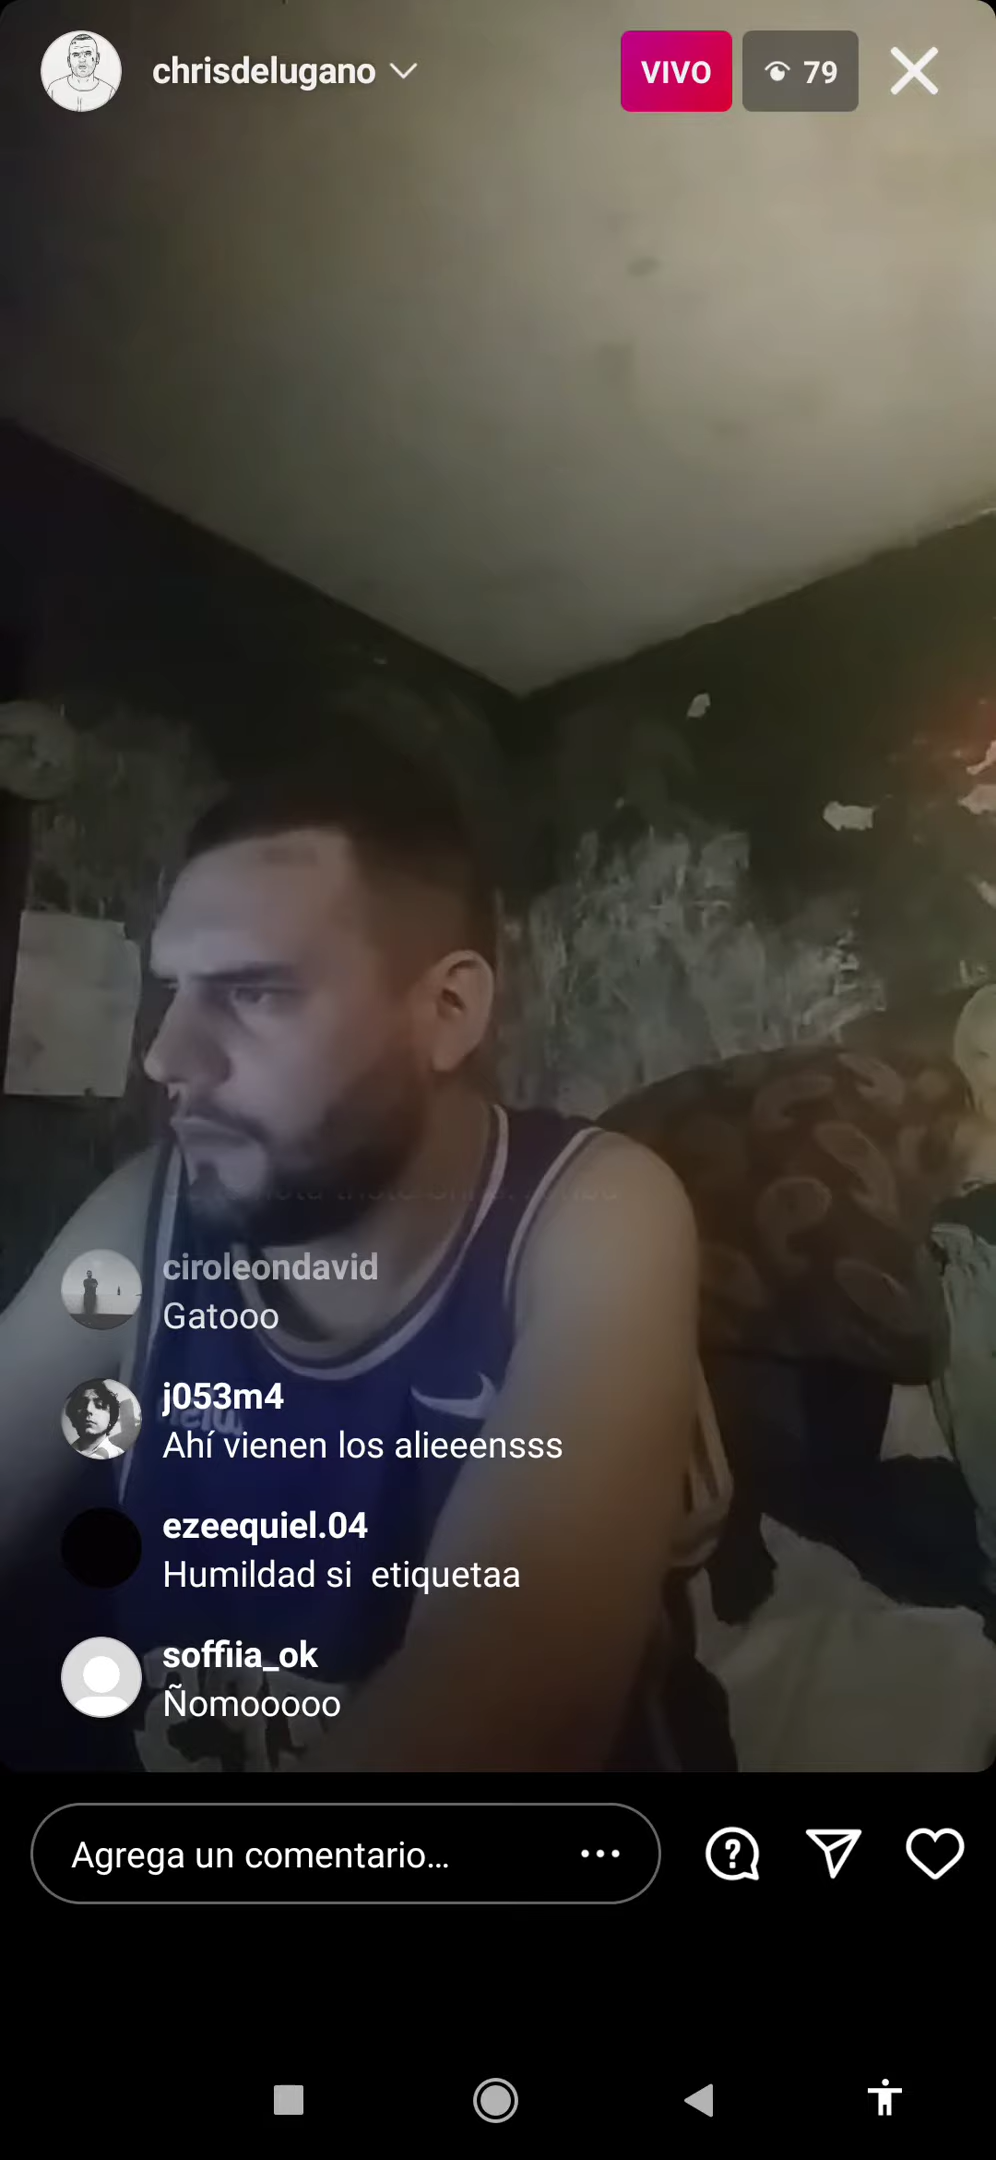 chrisdelugano
VIVO
79
ciroleondavid
Gatooo
j053m4
Ahí vienen los alieeensss
ezeequiel.04
Humildad si  etiquetaa
soffiia_ok
Ñomooooo
Agrega un comentario...